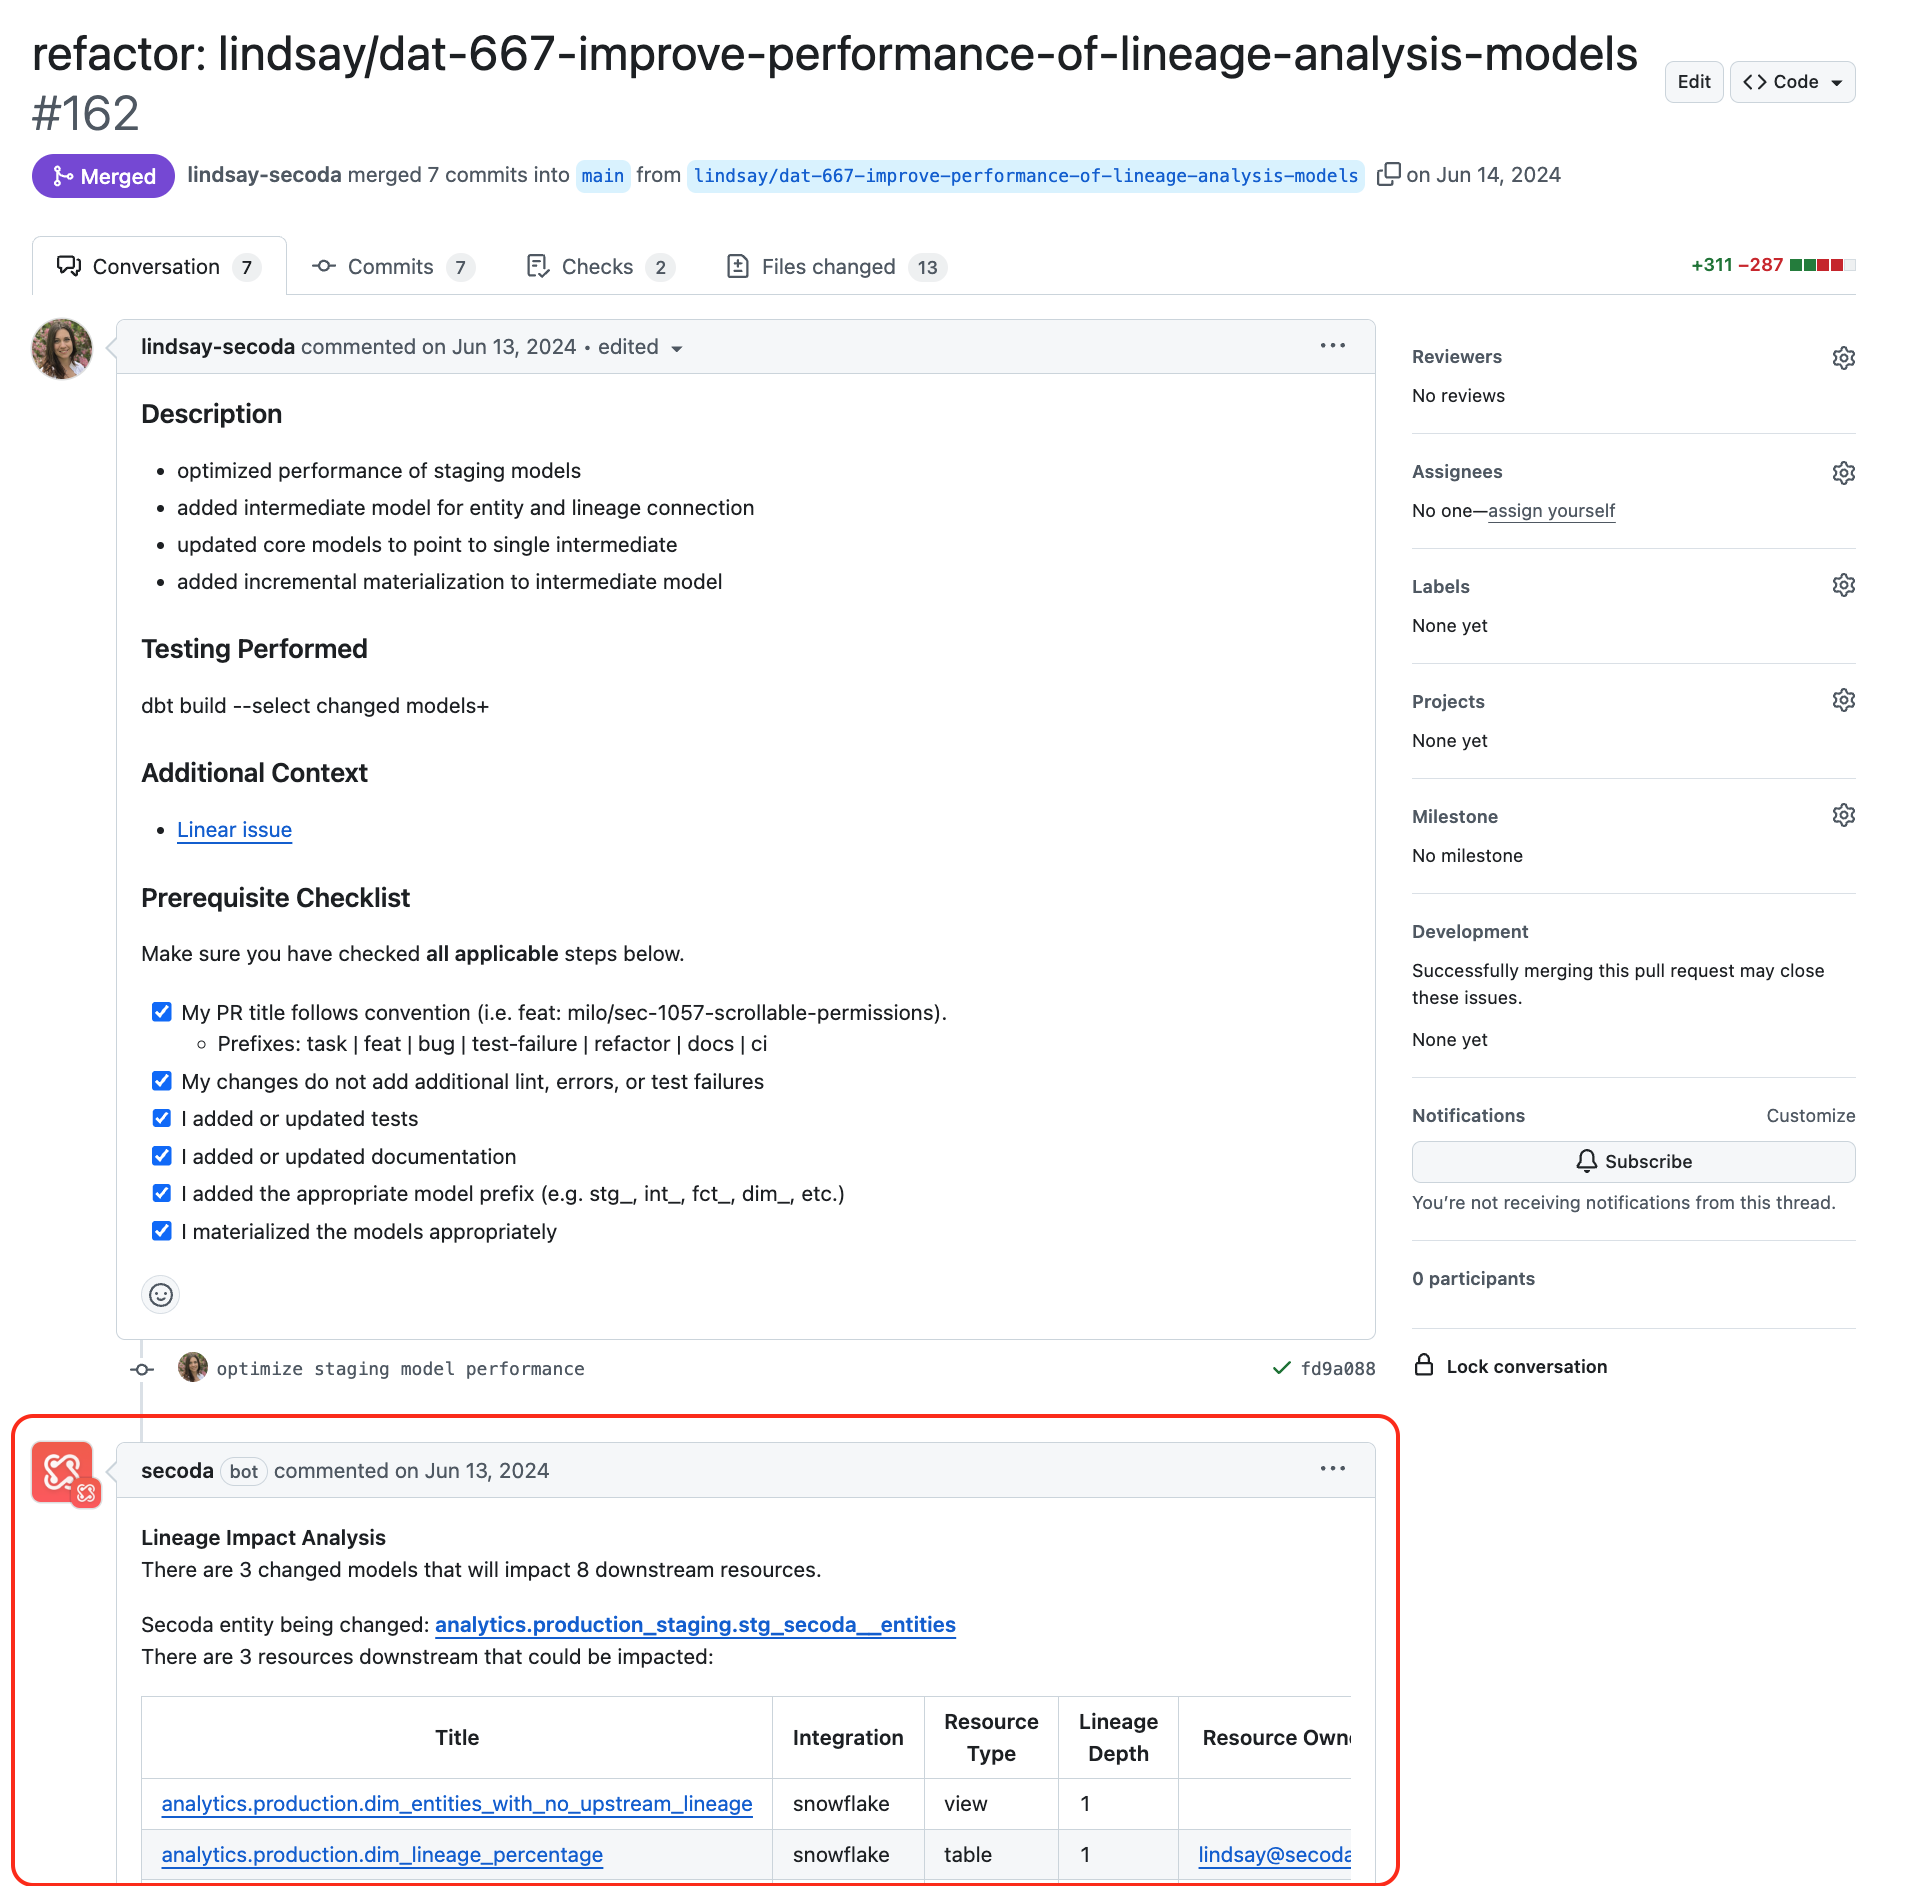 refactor: lindsay/dat-667-improve-performance-of-lineage-analysis-models
#162
Edit
Code
Merged
lindsay-secoda merged 7 commits into main from lindsay/dat-667-improve-performance-of-lineage-analysis-models on Jun 14, 2024
Conversation 7
Commits 7
Checks 2
Files changed 13
+311 −287
lindsay-secoda commented on Jun 13, 2024 • edited
Description
• optimized performance of staging models
• added intermediate model for entity and lineage connection
• updated core models to point to single intermediate
• added incremental materialization to intermediate model
Testing Performed
dbt build --select changed models+
Additional Context
• Linear issue
Prerequisite Checklist
Make sure you have checked all applicable steps below.
My PR title follows convention (i.e. feat: milo/sec-1057-scrollable-permissions).
Prefixes: task | feat | bug | test-failure | refactor | docs | ci
My changes do not add additional lint, errors, or test failures
I added or updated tests
I added or updated documentation
I added the appropriate model prefix (e.g. stg_, int_, fct_, dim_, etc.)
I materialized the models appropriately
optimize staging model performance
fd9a088
secoda bot commented on Jun 13, 2024
Lineage Impact Analysis
There are 3 changed models that will impact 8 downstream resources.
Secoda entity being changed: analytics.production_staging.stg_secoda__entities
There are 3 resources downstream that could be impacted:
Title
Integration
Resource
Type
Lineage
Depth
Resource Own
analytics.production.dim_entities_with_no_upstream_lineage
snowflake
view
1
analytics.production.dim_lineage_percentage
snowflake
table
1
lindsay@secoda
Reviewers
No reviews
Assignees
No one—assign yourself
Labels
None yet
Projects
None yet
Milestone
No milestone
Development
Successfully merging this pull request may close
these issues.
None yet
Notifications
Customize
Subscribe
You’re not receiving notifications from this thread.
0 participants
Lock conversation